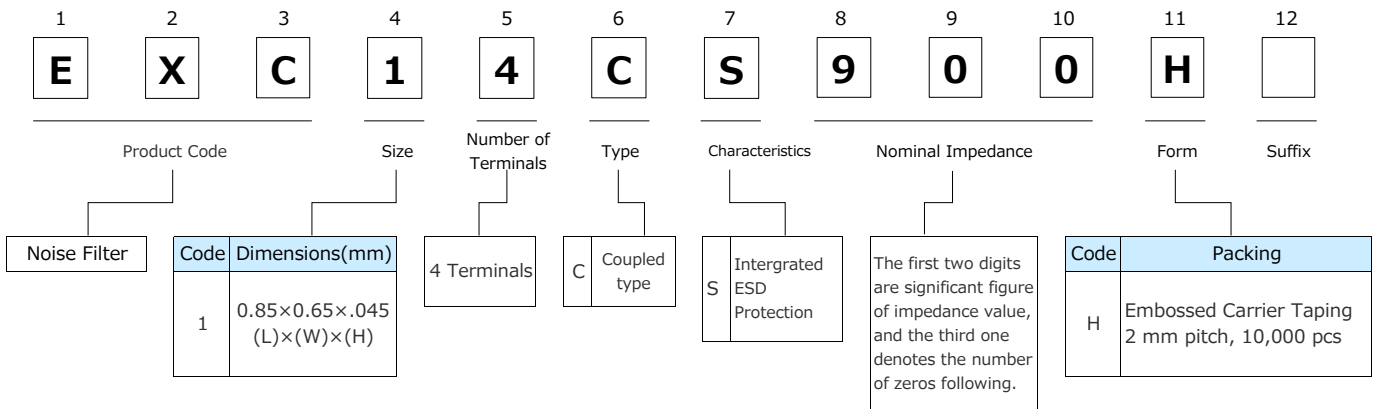 1 2 3 4 5 6 7 8 9 10 11 12
E X C 1 4 C S 9 0 0 H
Product Code
Size
Number of
Terminals
Type
Characteristics
Nominal Impedance
Form
Suffix
Noise Filter
Code Dimensions(mm)
1 0.85×0.65×.045
(L)×(W)×(H)
4 Terminals
C Coupled
type
S Intergrated
ESD
Protection
The first two digits
are significant figure
of impedance value,
and the third one
denotes the number
of zeros following.
Code Packing
H Embossed Carrier Taping
2 mm pitch, 10,000 pcs